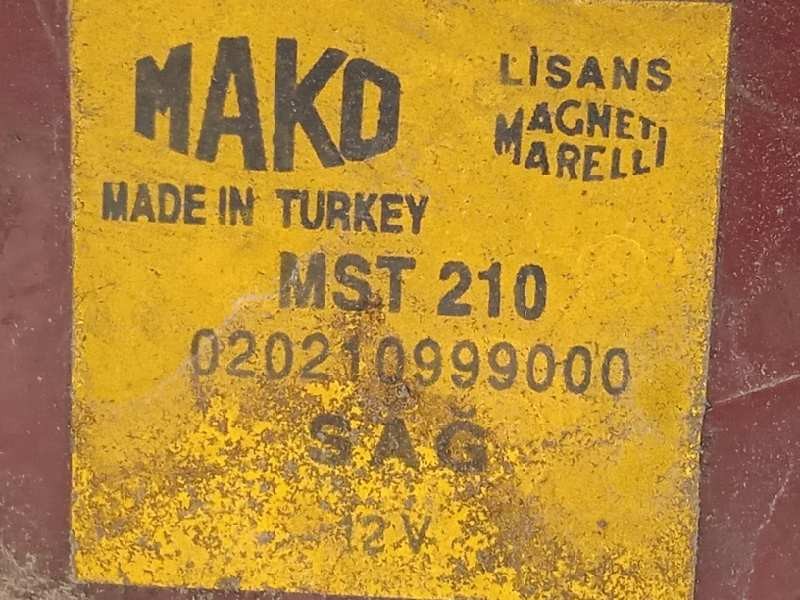 MAKO
LİSANS
MAGNETI
MARELLI
MADE IN TURKEY
MST 210
020210999000
SAĞ
12 V